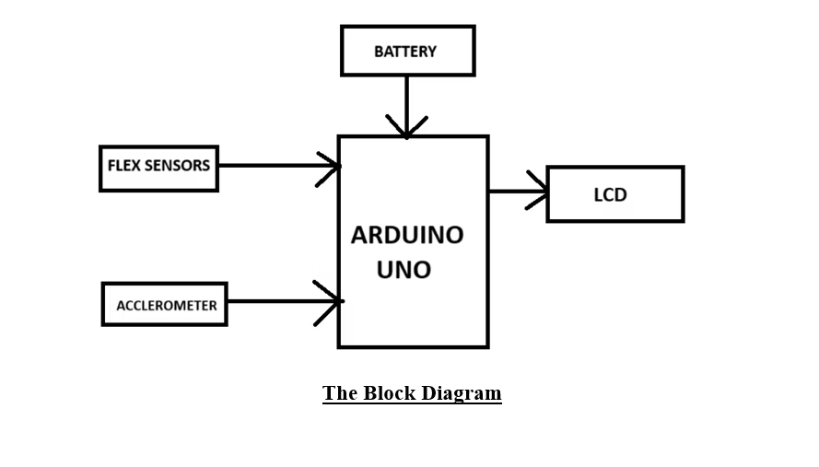 BATTERY
FLEX SENSORS
LCD
ARDUINO
UNO
ACCLEROMETER
The Block Diagram